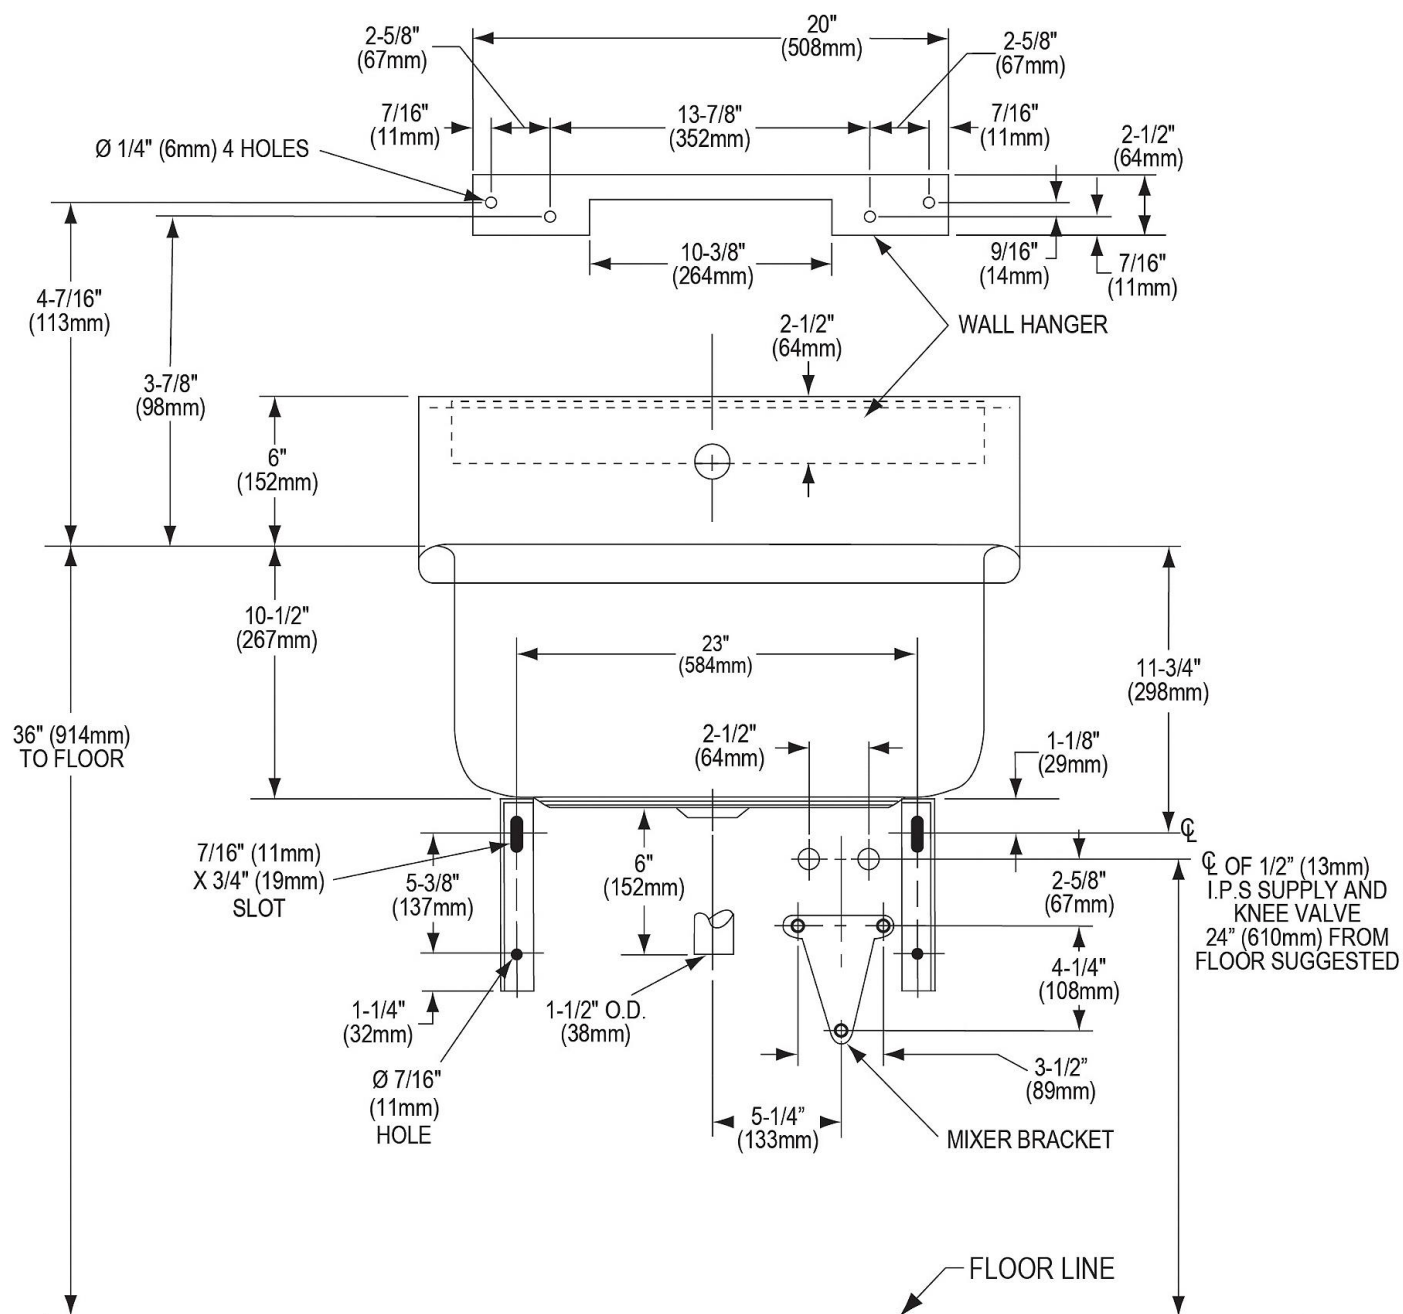 20"
(508mm)
2-5/8"
(67mm)
2-5/8"
(67mm)
7/16"
(11mm)
13-7/8"
(352mm)
7/16"
(11mm)
2-1/2"
(64mm)
Ø 1/4" (6mm) 4 HOLES
10-3/8"
(264mm)
9/16"
(14mm)
7/16"
(11mm)
4-7/16"
(113mm)
WALL HANGER
2-1/2"
(64mm)
3-7/8"
(98mm)
6"
(152mm)
10-1/2"
(267mm)
23"
(584mm)
11-3/4"
(298mm)
36" (914mm)
TO FLOOR
2-1/2"
(64mm)
1-1/8"
(29mm)
℄
7/16" (11mm)
X 3/4" (19mm)
SLOT
5-3/8"
(137mm)
6"
(152mm)
2-5/8"
(67mm)
℄ OF 1/2” (13mm)
I.P.S SUPPLY AND
KNEE VALVE
24” (610mm) FROM
FLOOR SUGGESTED
4-1/4"
(108mm)
1-1/4"
(32mm)
1-1/2" O.D.
(38mm)
Ø 7/16"
(11mm)
HOLE
3-1/2”
(89mm)
5-1/4”
(133mm)
MIXER BRACKET
FLOOR LINE